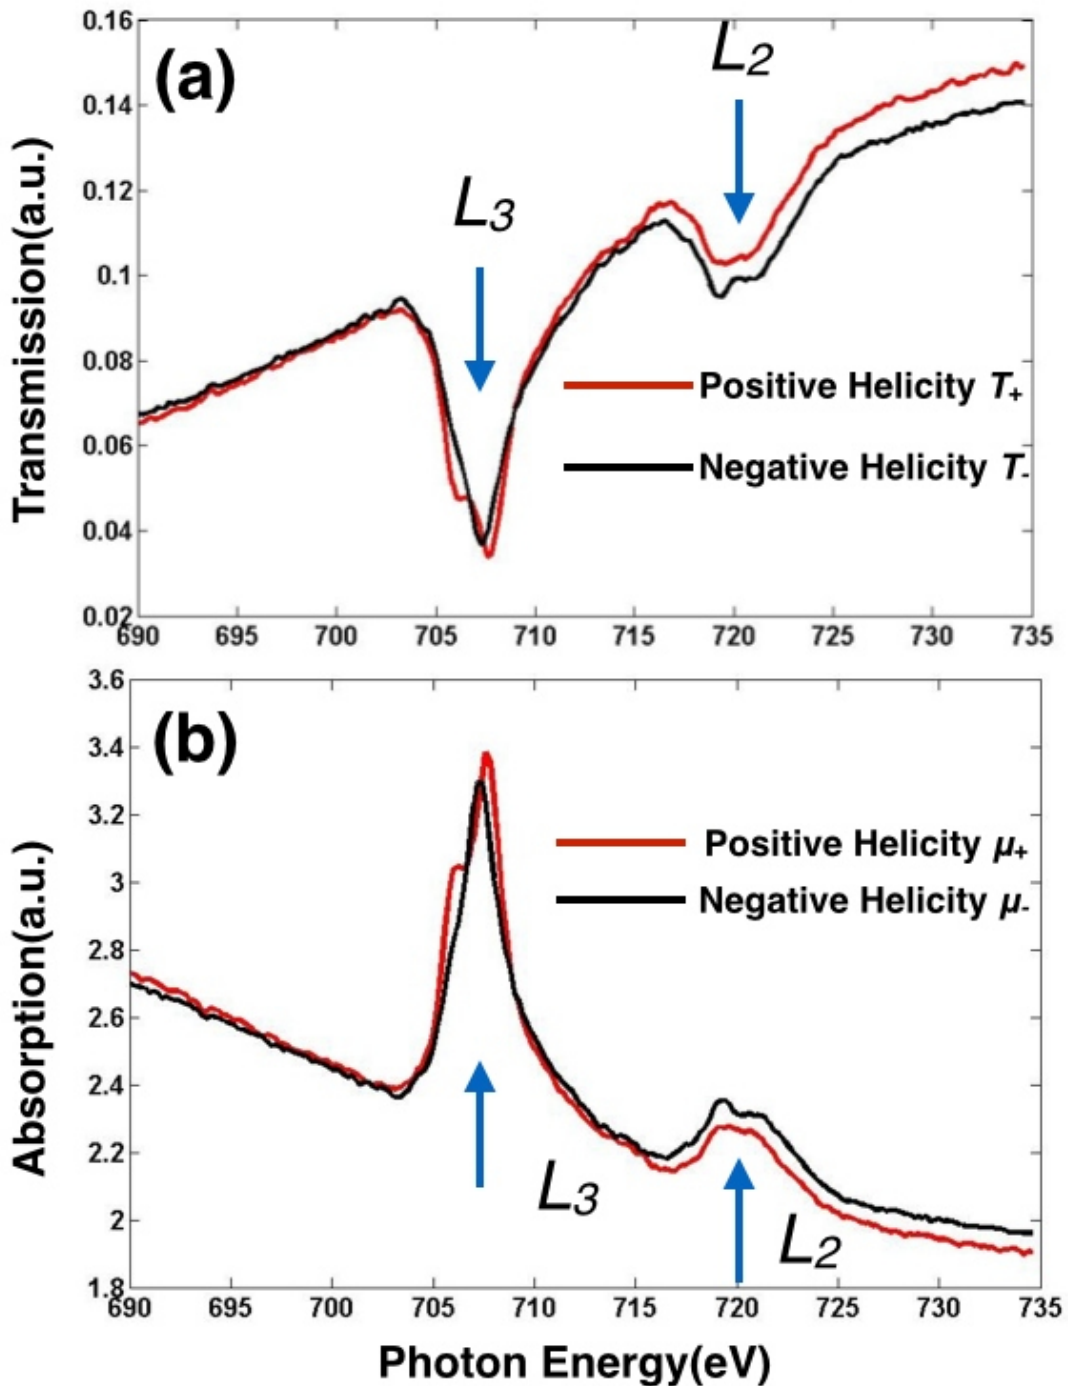 (a)
Transmission(a.u.)
0.16
0.14
0.12
0.1
0.08
0.06
0.04
0.02
L3
L2
Positive Helicity T+
Negative Helicity T-
690 695 700 705 710 715 720 725 730 735
(b)
Absorption(a.u.)
3.6
3.4
3.2
3
2.8
2.6
2.4
2.2
2
1.8
Positive Helicity μ+
Negative Helicity μ-
L3
L2
690 695 700 705 710 715 720 725 730 735
Photon Energy(eV)